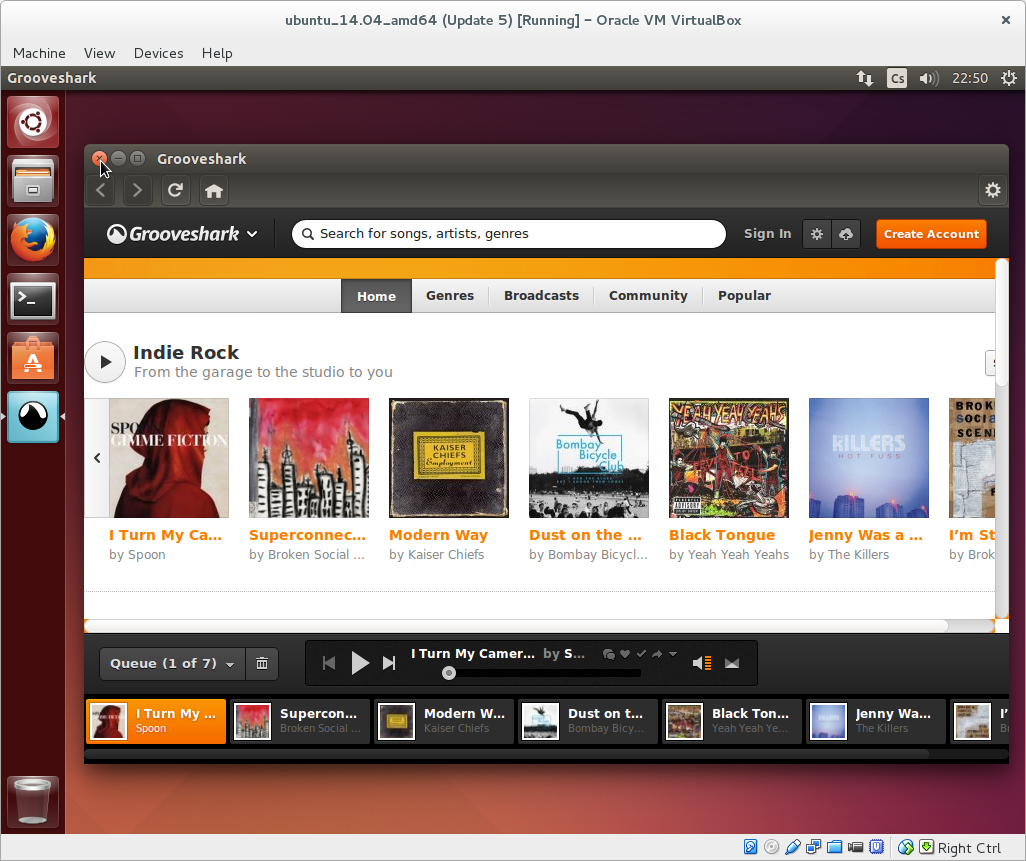 ubuntu_14.04_amd64 (Update 5) [Running] – Oracle VM VirtualBox
Machine View Devices Help
Grooveshark Cs 22:50
Grooveshark
Grooveshark Search for songs, artists, genres Sign In Create Account
Home Genres Broadcasts Community Popular
Indie Rock
From the garage to the studio to you
SPO
GIMME FICTION
KAISER
CHIEFS
Employment
Bombay
Bicycle
Club
YEAH YEAH YEAHS
KILLERS
HOT FUSS
BROK
SOCIA
SCEN
I Turn My Ca... Superconnec... Modern Way Dust on the ... Black Tongue Jenny Was a ... I'm St
by Spoon by Broken Social ... by Kaiser Chiefs by Bombay Bicycl... by Yeah Yeah Yeahs by The Killers by Brok
Queue (1 of 7) I Turn My Camer... by S...
I Turn My ... Supercon... Modern W... Dust on t... Black Ton... Jenny Wa... I'
Spoon Broken Social ... Kaiser Chiefs Bombay Bicy... Yeah Yeah Ye... The Killers
Right Ctrl